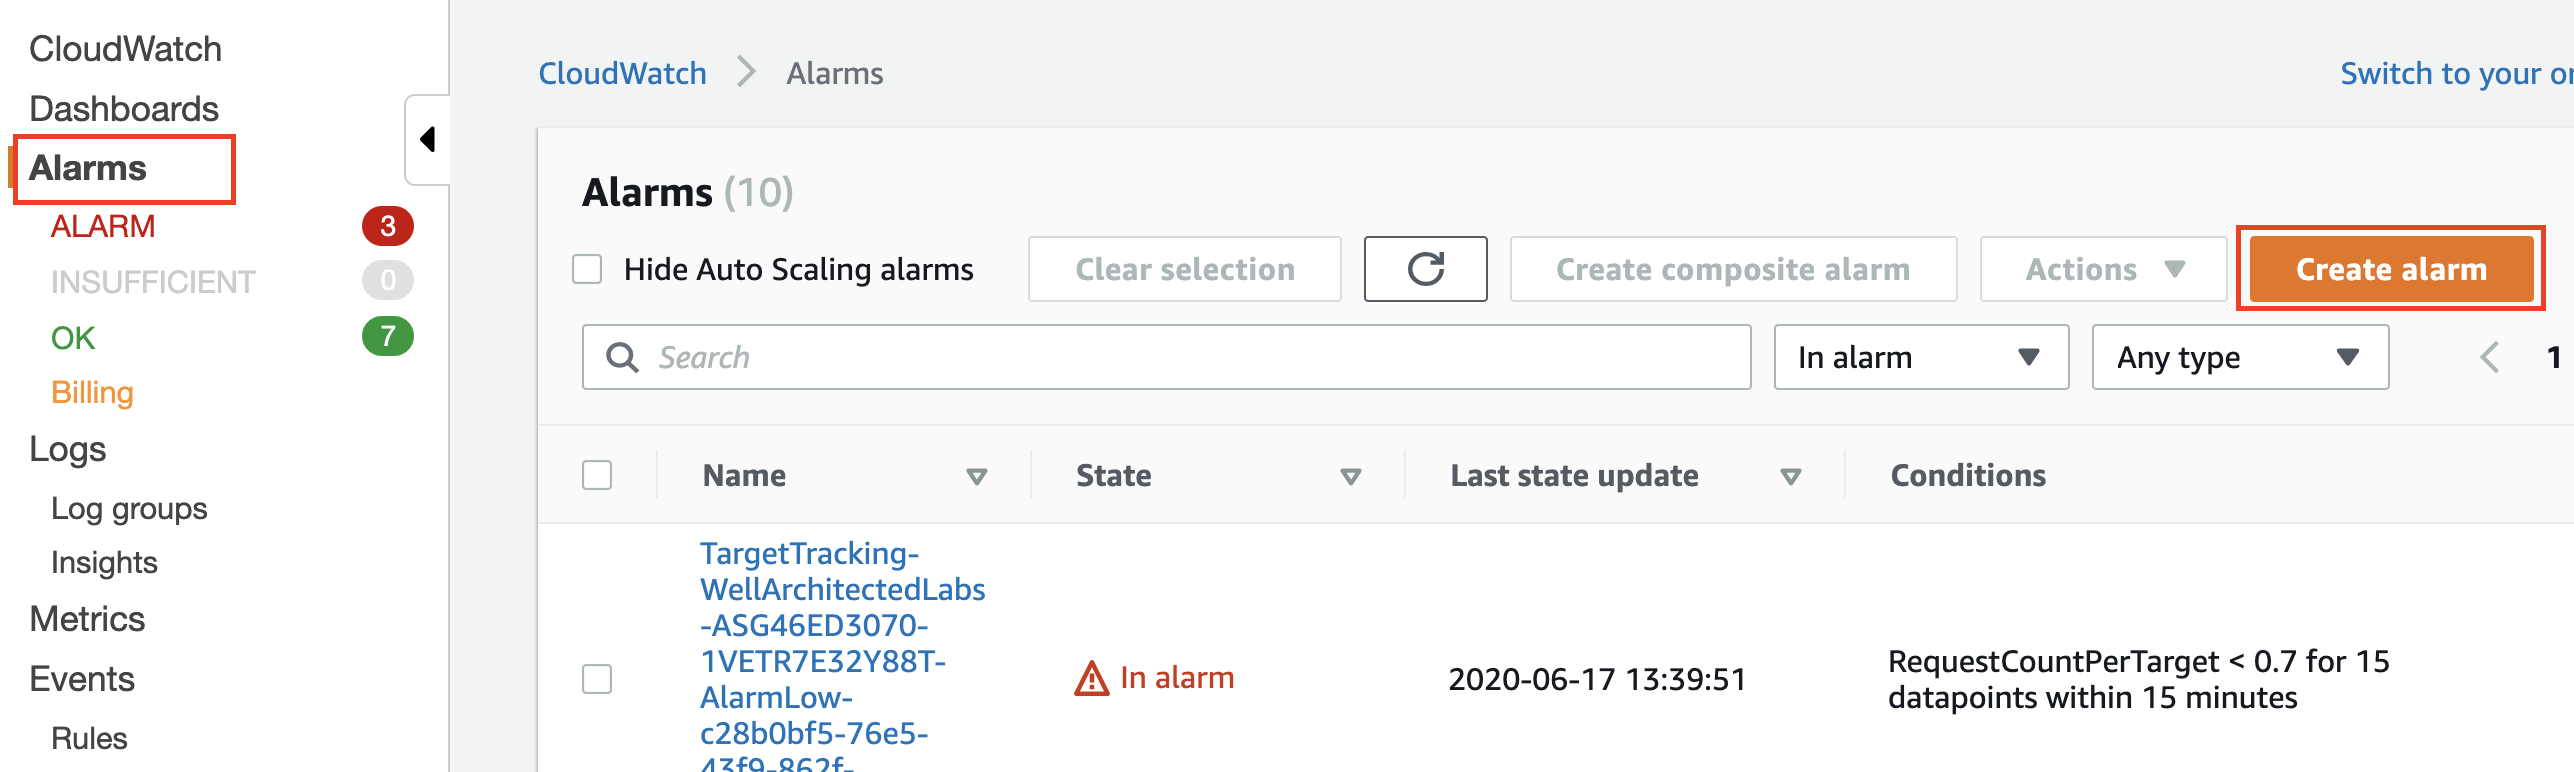 CloudWatch
Dashboards
Alarms
ALARM 3
INSUFFICIENT 0
OK 7
Billing
Logs
Log groups
Insights
Metrics
Events
Rules
CloudWatch Alarms
Switch to your
Alarms (10)
Hide Auto Scaling alarms Clear selection Create composite alarm Actions Create alarm
Search In alarm Any type 1
Name State Last state update Conditions
TargetTracking-
WellArchitectedLabs
-ASG46ED3070-
1VETR7E32Y88T-
AlarmLow-
c28b0bf5-76e5-
43f9-862f-
In alarm
2020-06-17 13:39:51
RequestCountPerTarget < 0.7 for 15
datapoints within 15 minutes